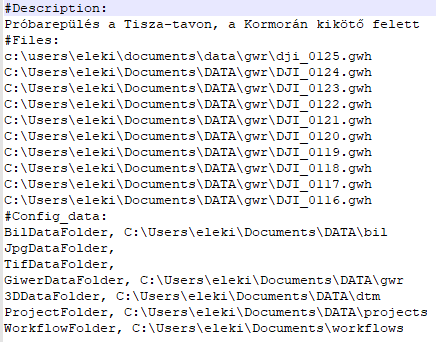 #Description:
Próbarepülés a Tisza-tavon, a Kormorán kikötő felett
#Files:
c:\users\eleki\documents\data\gwr\dji_0125.gwh
C:\Users\eleki\Documents\DATA\gwr\DJI_0124.gwh
C:\Users\eleki\Documents\DATA\gwr\DJI_0123.gwh
C:\Users\eleki\Documents\DATA\gwr\DJI_0122.gwh
C:\Users\eleki\Documents\DATA\gwr\DJI_0121.gwh
C:\Users\eleki\Documents\DATA\gwr\DJI_0120.gwh
C:\Users\eleki\Documents\DATA\gwr\DJI_0119.gwh
C:\Users\eleki\Documents\DATA\gwr\DJI_0118.gwh
C:\Users\eleki\Documents\DATA\gwr\DJI_0117.gwh
C:\Users\eleki\Documents\DATA\gwr\DJI_0116.gwh
#Config_data:
BilDataFolder, C:\Users\eleki\Documents\DATA\bil
JpgDataFolder,
TifDataFolder,
GiwerDataFolder, C:\Users\eleki\Documents\DATA\gwr
3DDataFolder, C:\Users\eleki\Documents\DATA\dtm
ProjectFolder, C:\Users\eleki\Documents\DATA\projects
WorkflowFolder, C:\Users\eleki\Documents\workflows